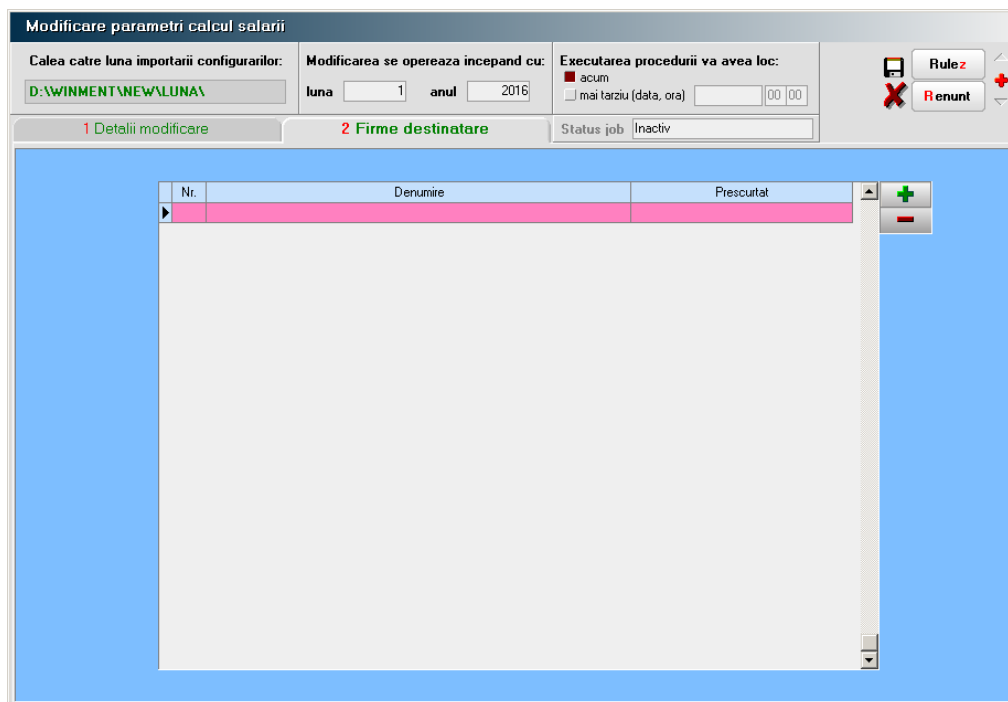 Modificare parametri calcul salarii
Calea catre luna importarii configurarilor:
D:\WINMENT\NEW\LUNA\
Modificarea se opereaza incepand cu:
luna 1 anul 2016
Executarea procedurii va avea loc:
acum
mai tarziu (data, ora) 00 00
Rulez
Renunt
1 Detalii modificare
2 Firme destinatare
Status job Inactiv
Nr. Denumire Prescurtat